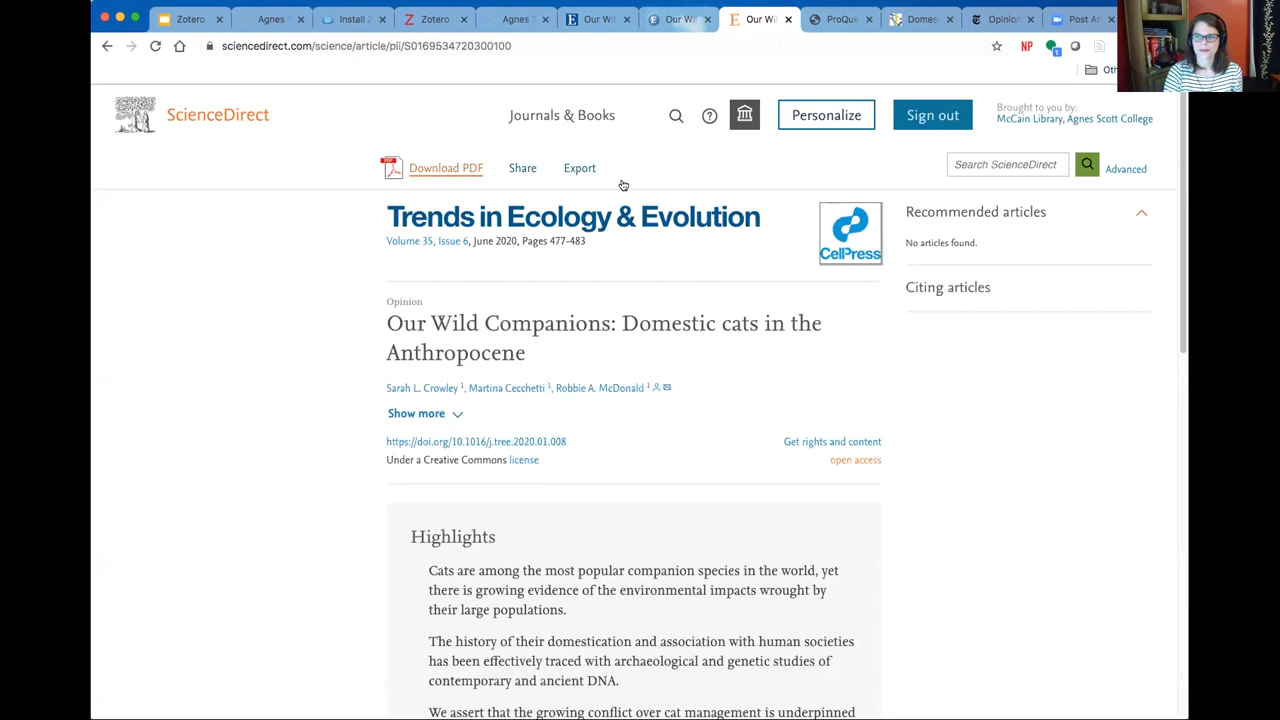 Zotero
Agnes
Install Z
Zotero
Agnes
Our Wi
Our Wi
Our Wi
ProQue
Domes
Opinion
Post At
sciencedirect.com/science/article/pii/S0169534720300100
NP
1
Oth
ScienceDirect
Journals & Books
Personalize
Sign out
Brought to you by:
McCain Library, Agnes Scott College
Download PDF
Share
Export
Search ScienceDirect
Advanced
Trends in Ecology & Evolution
Volume 35, Issue 6, June 2020, Pages 477-483
CellPress
Recommended articles
No articles found.
Citing articles
Opinion
Our Wild Companions: Domestic cats in the
Anthropocene
Sarah L. Crowley 1, Martina Cecchetti 1, Robbie A. McDonald 1
Show more
https://doi.org/10.1016/j.tree.2020.01.008
Get rights and content
Under a Creative Commons license
open access
Highlights
Cats are among the most popular companion species in the world, yet
there is growing evidence of the environmental impacts wrought by
their large populations.
The history of their domestication and association with human societies
has been effectively traced with archaeological and genetic studies of
contemporary and ancient DNA.
We assert that the growing conflict over cat management is underpinned